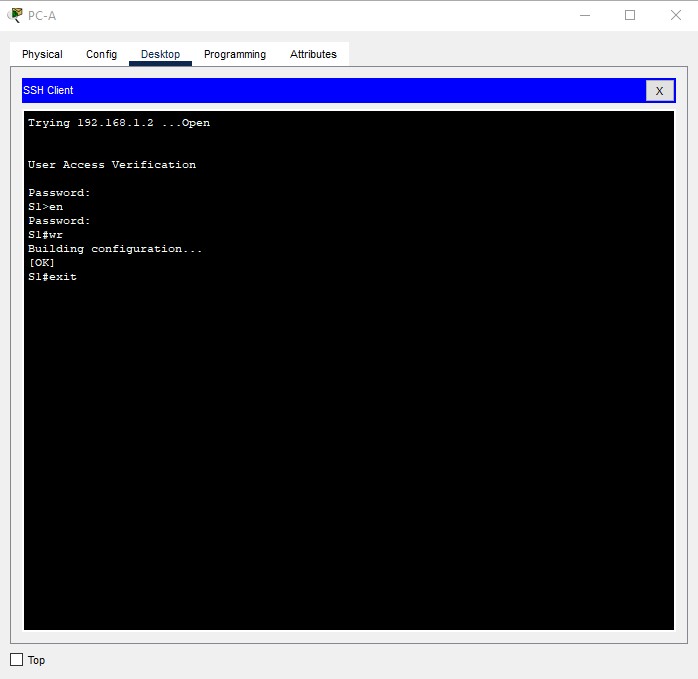 PC-A
Physical Config Desktop Programming Attributes
SSH Client X
Trying 192.168.1.2 ...Open
User Access Verification
Password:
S1>en
Password:
S1#wr
Building configuration...
[OK]
S1#exit
Top